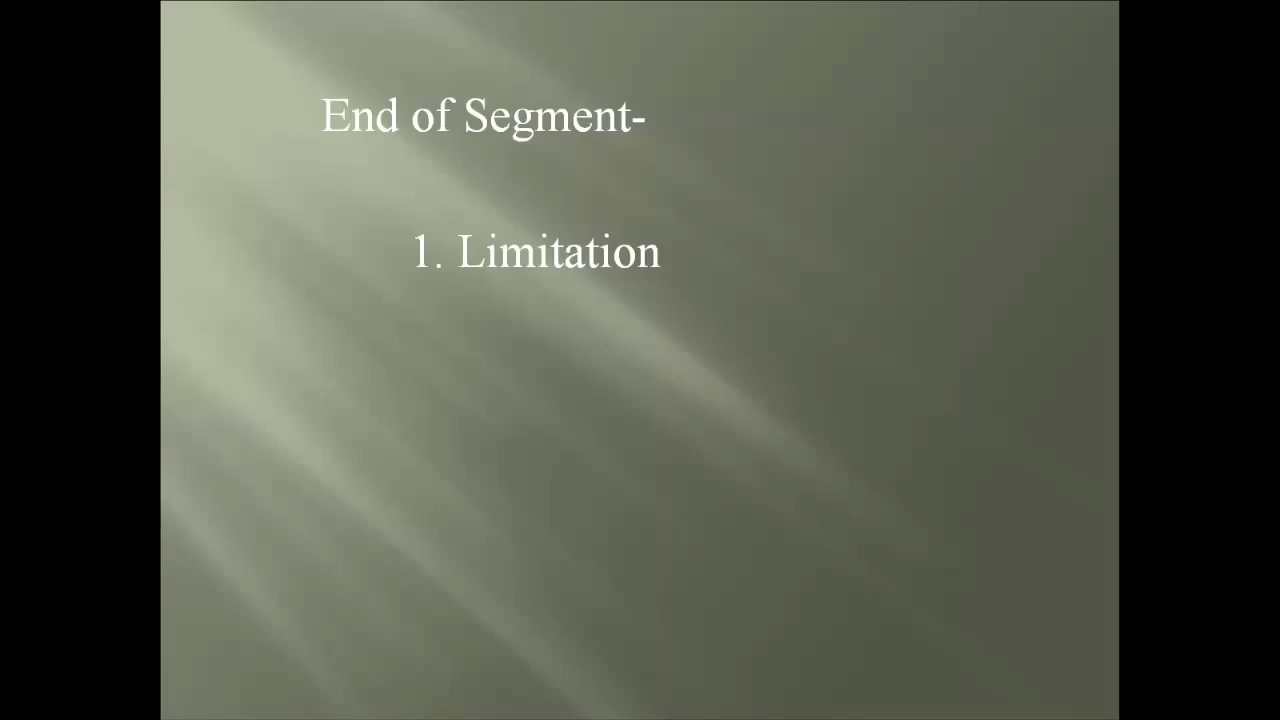 End of Segment-
1. Limitation